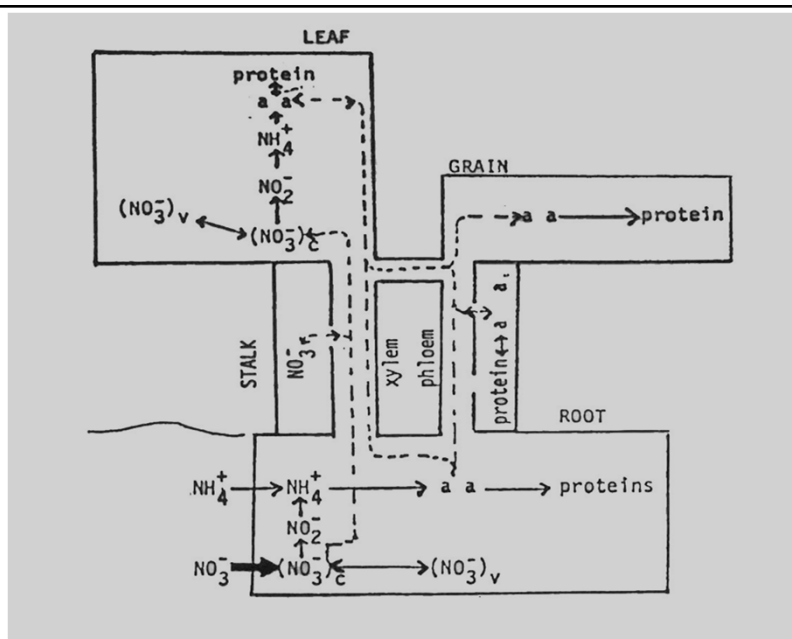 LEAF
protein
a a
NH₄⁺
NO₂⁻
(NO₃⁻)v
(NO₃⁻)c
GRAIN
a a
protein
STALK
NO₃⁻
xylem
phloem
protein
a a
ROOT
NH₄⁺
NH₄⁺
a a
proteins
NO₂⁻
NO₃⁻
(NO₃⁻)c
(NO₃⁻)v